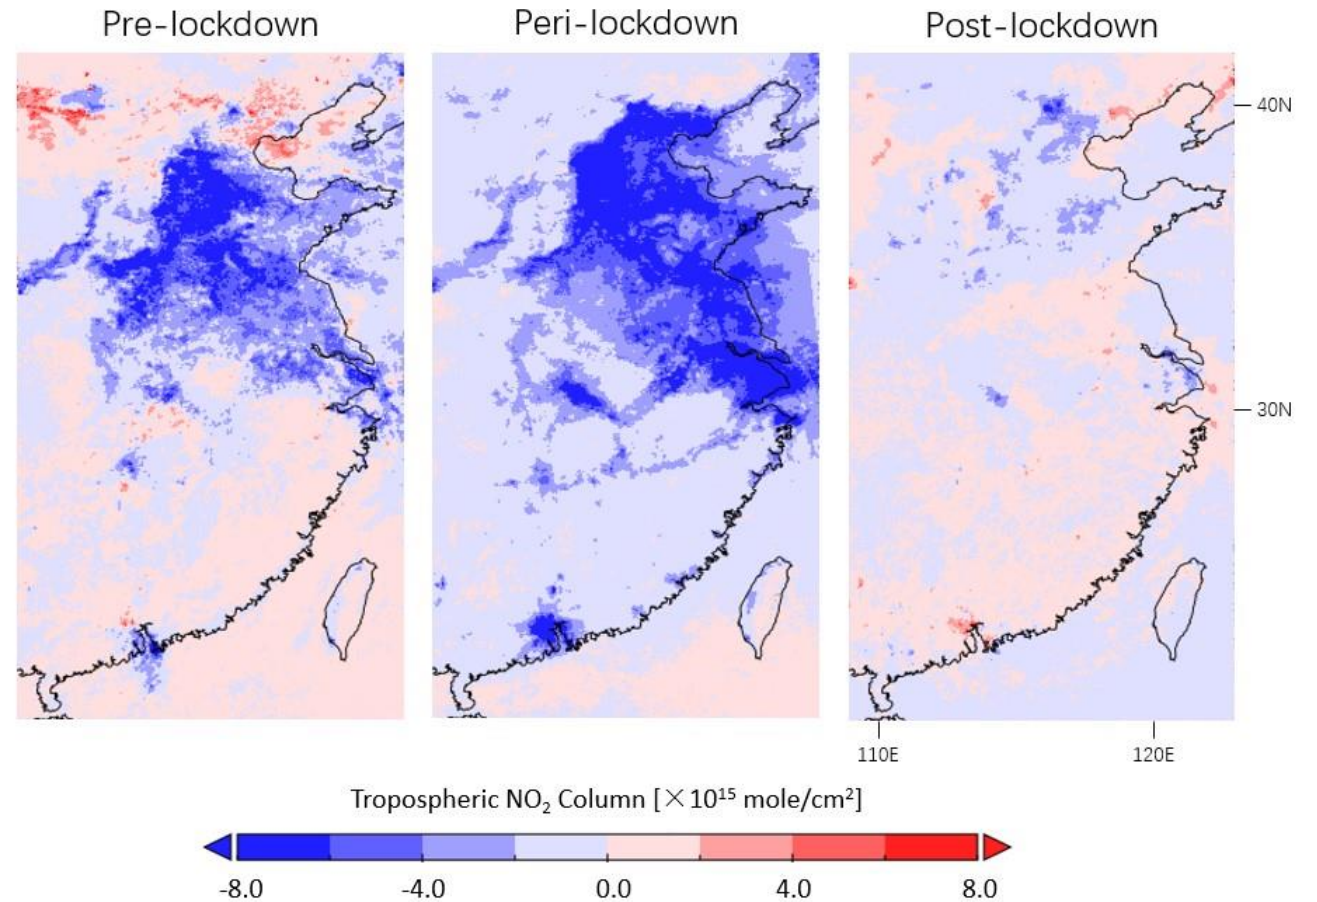 Pre-lockdown
Peri-lockdown
Post-lockdown
40N
30N
110E
120E
Tropospheric NO₂ Column [×10¹⁵ mole/cm²]
-8.0
-4.0
0.0
4.0
8.0